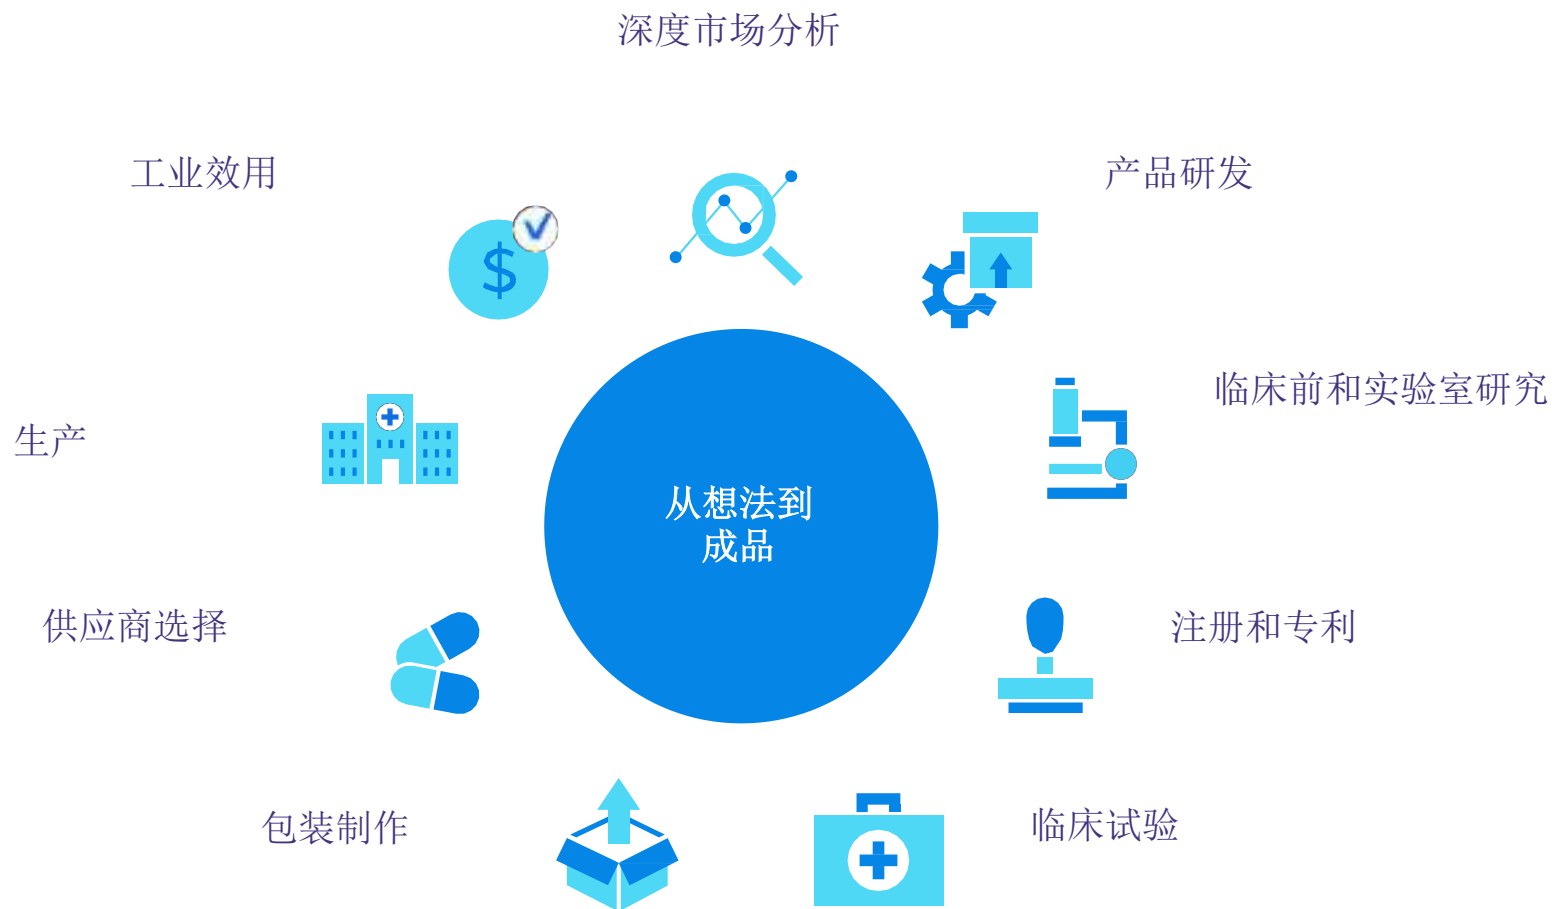 深度市场分析
工业效用
产品研发
临床前和实验室研究
生产
从想法到
成品
供应商选择
注册和专利
包装制作
临床试验
$